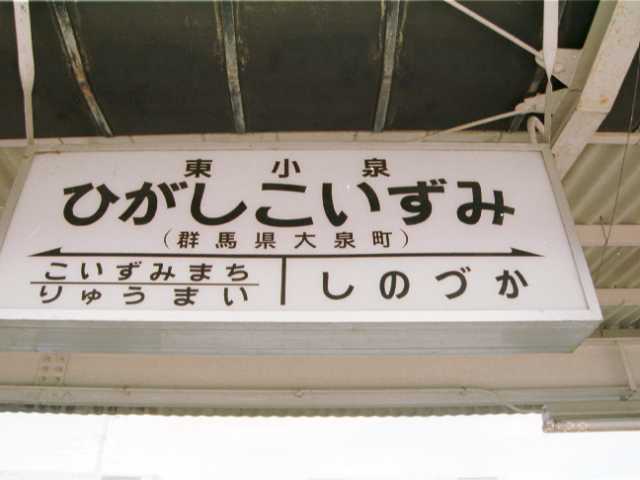 東小泉
ひがしこいずみ
(群馬県大泉町)
こいずみまち
りゅうまい
しのづか